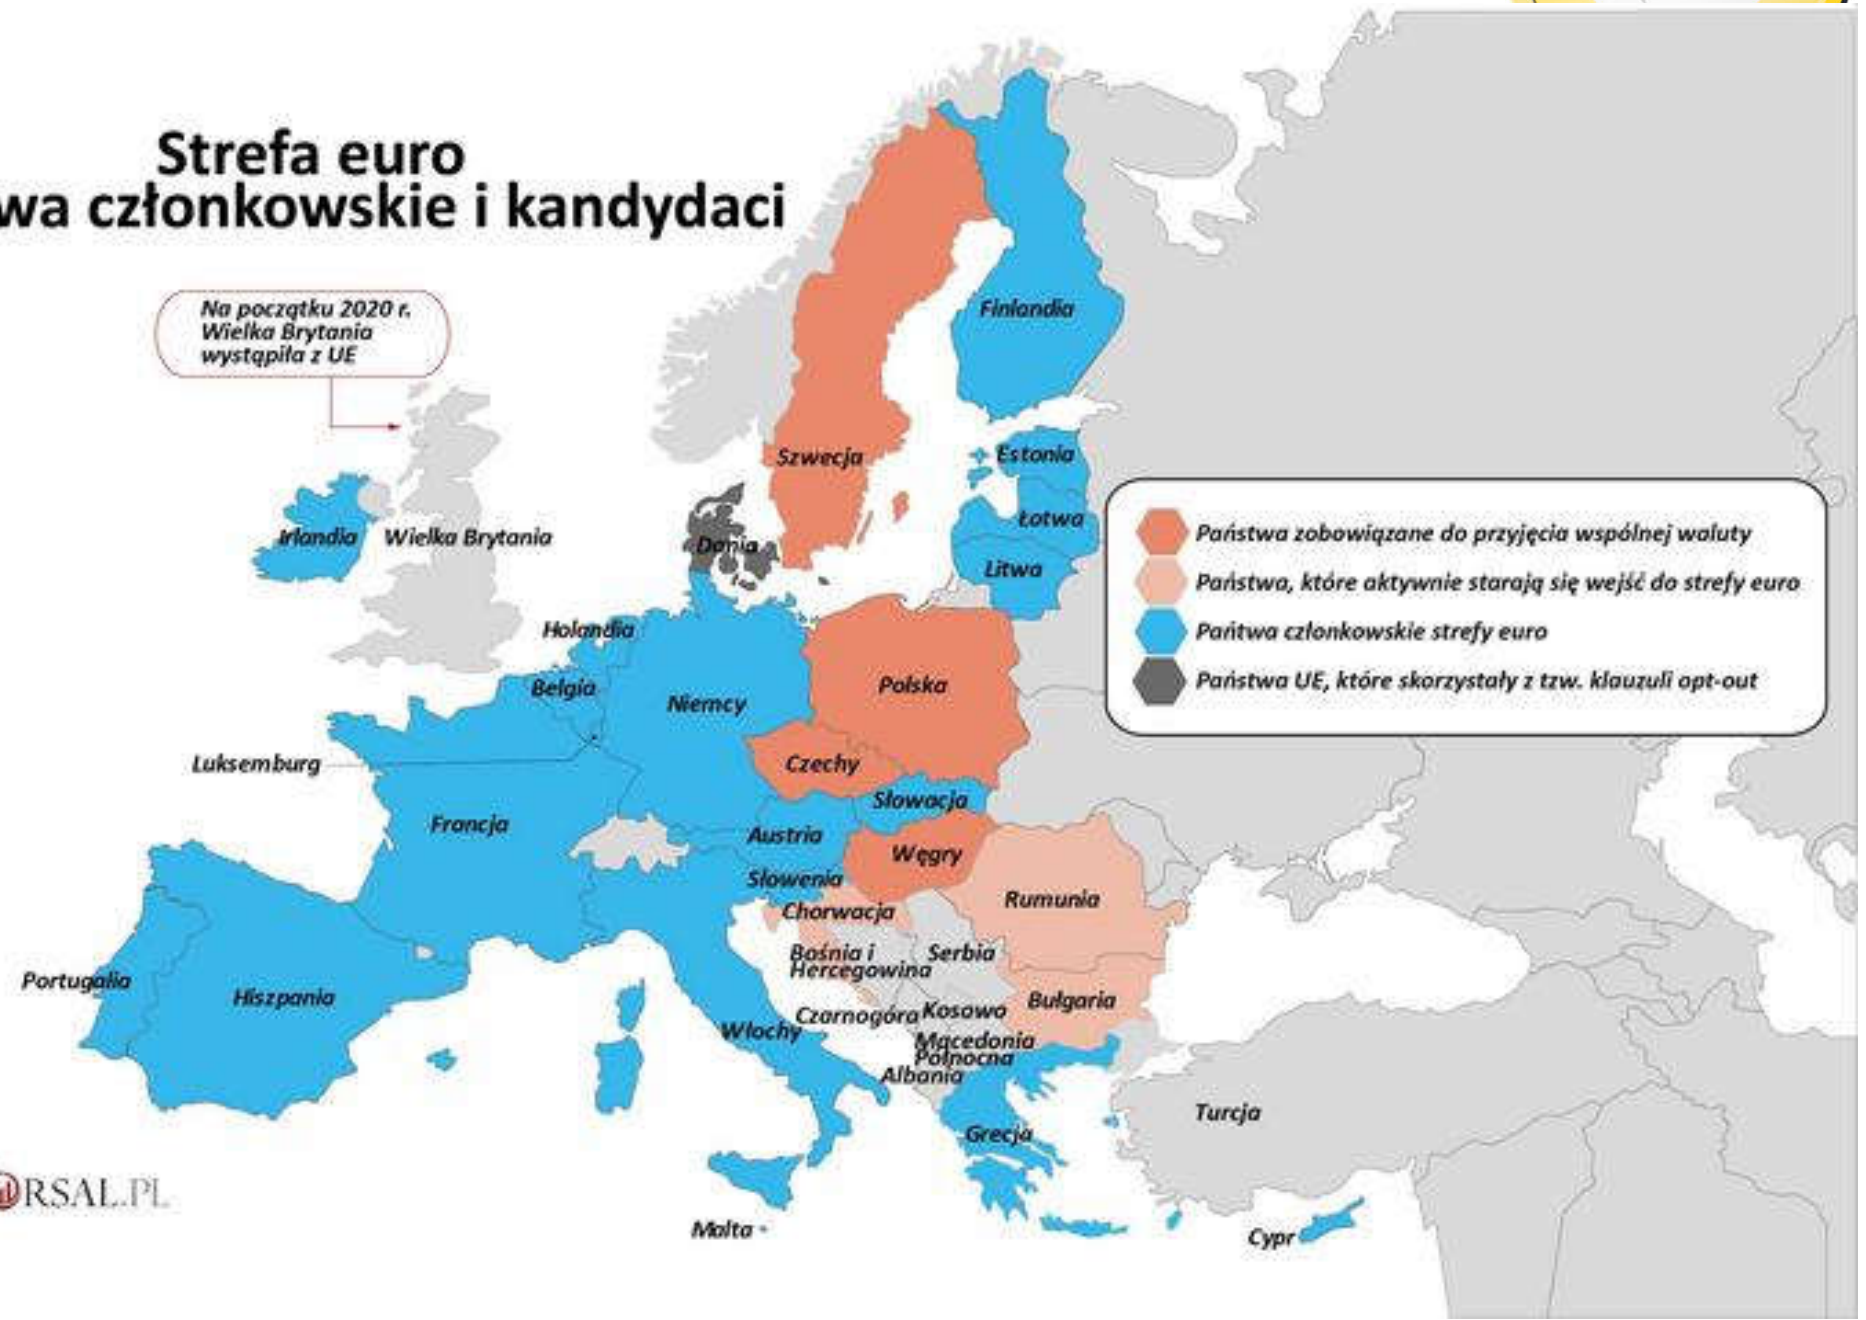 Strefa euro
wa członkowskie i kandydaci
Na początku 2020 r.
Wielka Brytania
wystąpiła z UE
Finlandia
Szwecja
Estonia
Łotwa
Litwa
Irlandia
Wielka Brytania
Dania
Państwa zobowiązane do przyjęcia wspólnej waluty
Państwa, które aktywnie starają się wejść do strefy euro
Pańtwa członkowskie strefy euro
Państwa UE, które skorzystały z tzw. klauzuli opt-out
Holandia
Belgia
Niemcy
Polska
Luksemburg
Czechy
Słowacja
Francja
Austria
Węgry
Słowenia
Rumunia
Chorwacja
Bośnia i
Hercegowina
Serbia
Portugalia
Hiszpania
Bułgaria
Czarnogóra
Kosowo
Włochy
Macedonia
Północna
Albania
Turcja
Grecja
RSAL.PL
Malta
Cypr